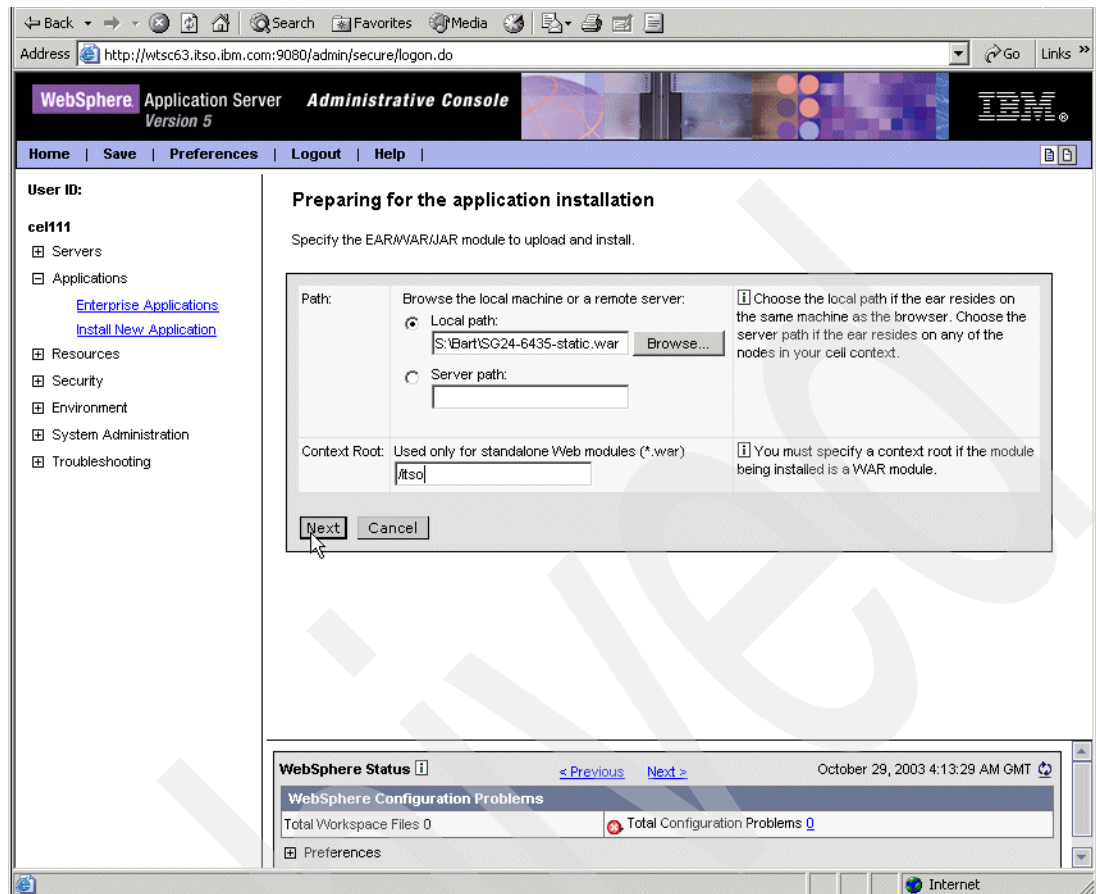 Back Search Favorites Media
Address http://wtsc63.itso.ibm.com:9080/admin/secure/logon.do Go Links »
WebSphere Application Server Administrative Console
Version 5
IBM®
Home | Save | Preferences | Logout | Help |
User ID:
cel111
Servers
Applications
Enterprise Applications
Install New Application
Resources
Security
Environment
System Administration
Troubleshooting
Preparing for the application installation
Specify the EAR/WAR/JAR module to upload and install.
Path:
Browse the local machine or a remote server:
Local path:
S:\Bart\SG24-6435-static.war Browse...
Server path:
i Choose the local path if the ear resides on
the same machine as the browser. Choose the
server path if the ear resides on any of the
nodes in your cell context.
Context Root: Used only for standalone Web modules (*.war)
/itso
i You must specify a context root if the module
being installed is a WAR module.
Next Cancel
WebSphere Status i < Previous Next > October 29, 2003 4:13:29 AM GMT
WebSphere Configuration Problems
Total Workspace Files 0 Total Configuration Problems 0
Preferences
Internet